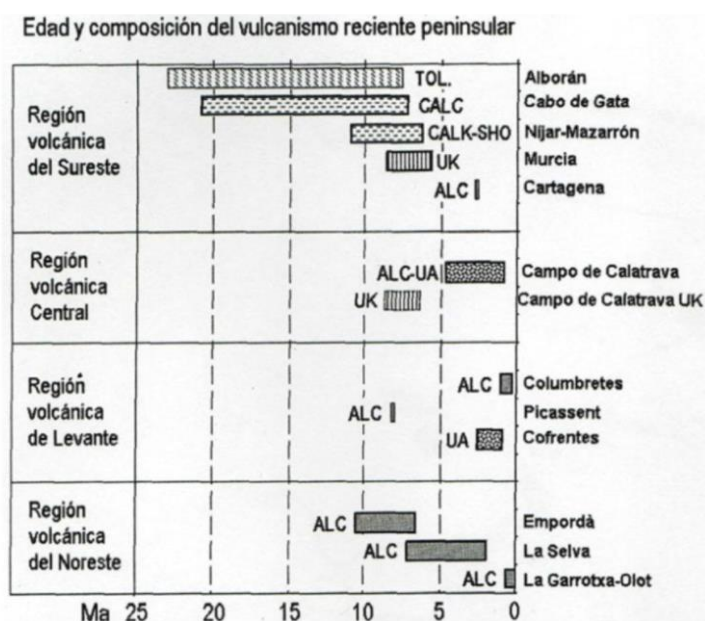 Edad y composición del vulcanismo reciente peninsular
Región
volcánica
del Sureste
TOL. Alborán
CALC Cabo de Gata
CALK-SHO Níjar-Mazarrón
UK Murcia
ALC Cartagena
Región
volcánica
Central
ALC-UA Campo de Calatrava
UK Campo de Calatrava UK
Región
volcánica
de Levante
ALC Columbretes
ALC Picassent
UA Cofrentes
Región
volcánica
del Noreste
ALC Empordà
ALC La Selva
ALC La Garrotxa-Olot
Ma 25 20 15 10 5 0